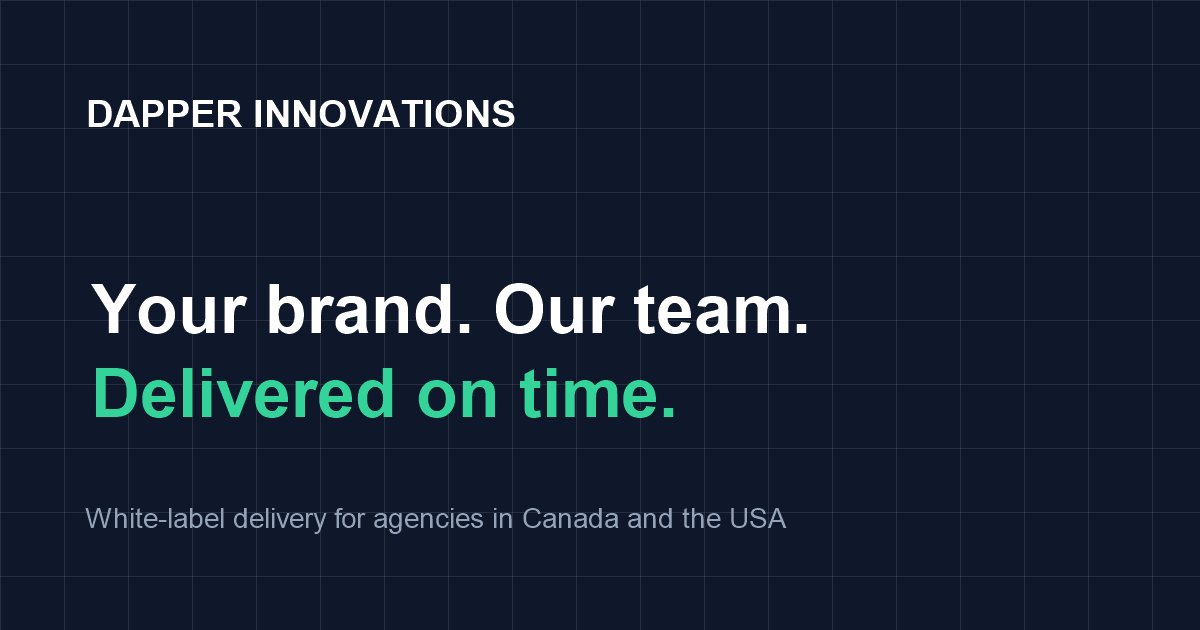 DAPPER INNOVATIONS
Your brand. Our team.
Delivered on time.
White-label delivery for agencies in Canada and the USA